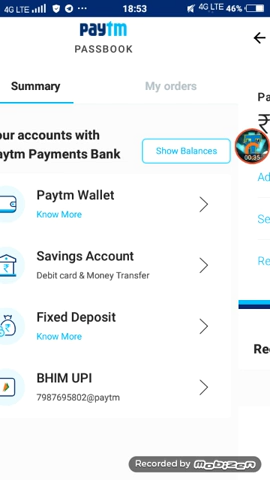 4G LTE 18:53 4G LTE 46%
paytm
PASSBOOK
Summary My orders
our accounts with
aytm Payments Bank
Show Balances
Paytm Wallet
Know More
Savings Account
Debit card & Money Transfer
Fixed Deposit
Know More
BHIM UPI
7987695802@paytm
Pa
₹
00:35
Ad
Se
Re
Re
Recorded by mobizen